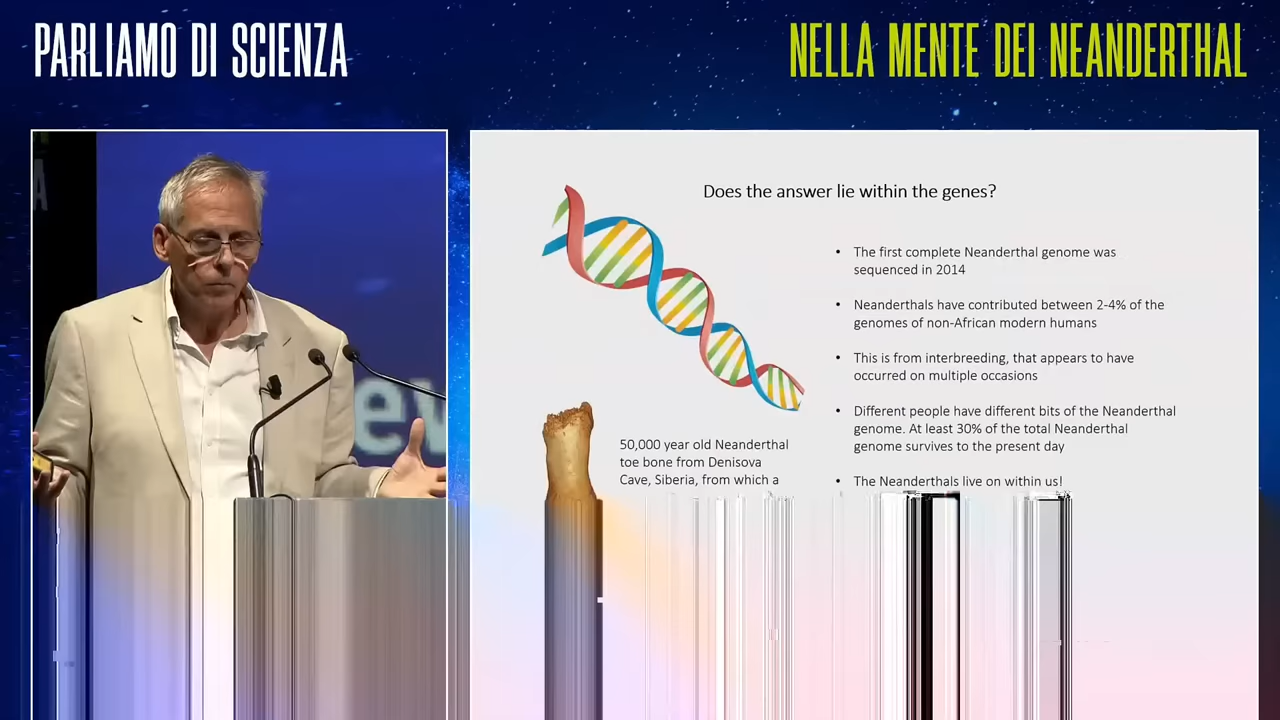 PARLIAMO DI SCIENZA
NELLA MENTE DEI NEANDERTHAL
Does the answer lie within the genes?
• The first complete Neanderthal genome was
sequenced in 2014
• Neanderthals have contributed between 2-4% of the
genomes of non-African modern humans
• This is from interbreeding, that appears to have
occurred on multiple occasions
• Different people have different bits of the Neanderthal
genome. At least 30% of the total Neanderthal
genome survives to the present day
• The Neanderthals live on within us!
50,000 year old Neanderthal
toe bone from Denisova
Cave, Siberia, from which a